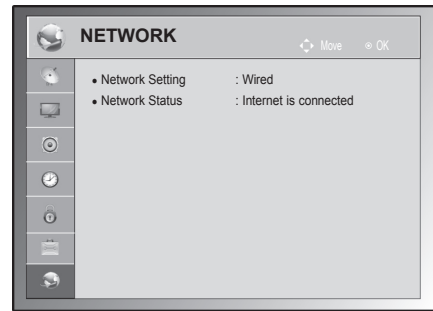 NETWORK
Move ⊙ OK
• Network Setting : Wired
• Network Status : Internet is connected